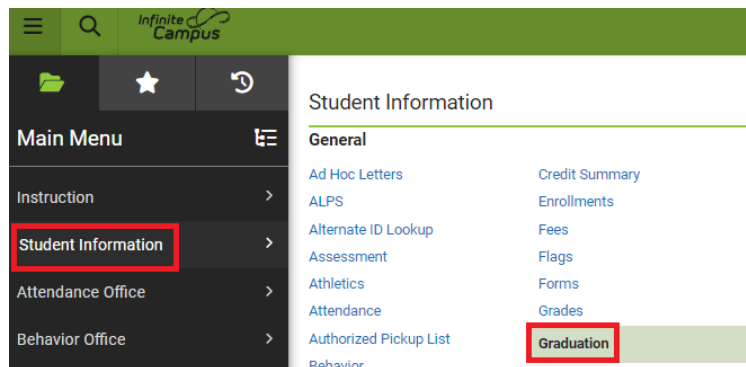 Infinite
Campus
Student Information
Main Menu
General
Ad Hoc Letters
Credit Summary
Instruction
ALPS
Enrollments
Alternate ID Lookup
Fees
Student Information
Assessment
Flags
Athletics
Forms
Attendance Office
Attendance
Grades
Behavior Office
Authorized Pickup List
Graduation
Behavior